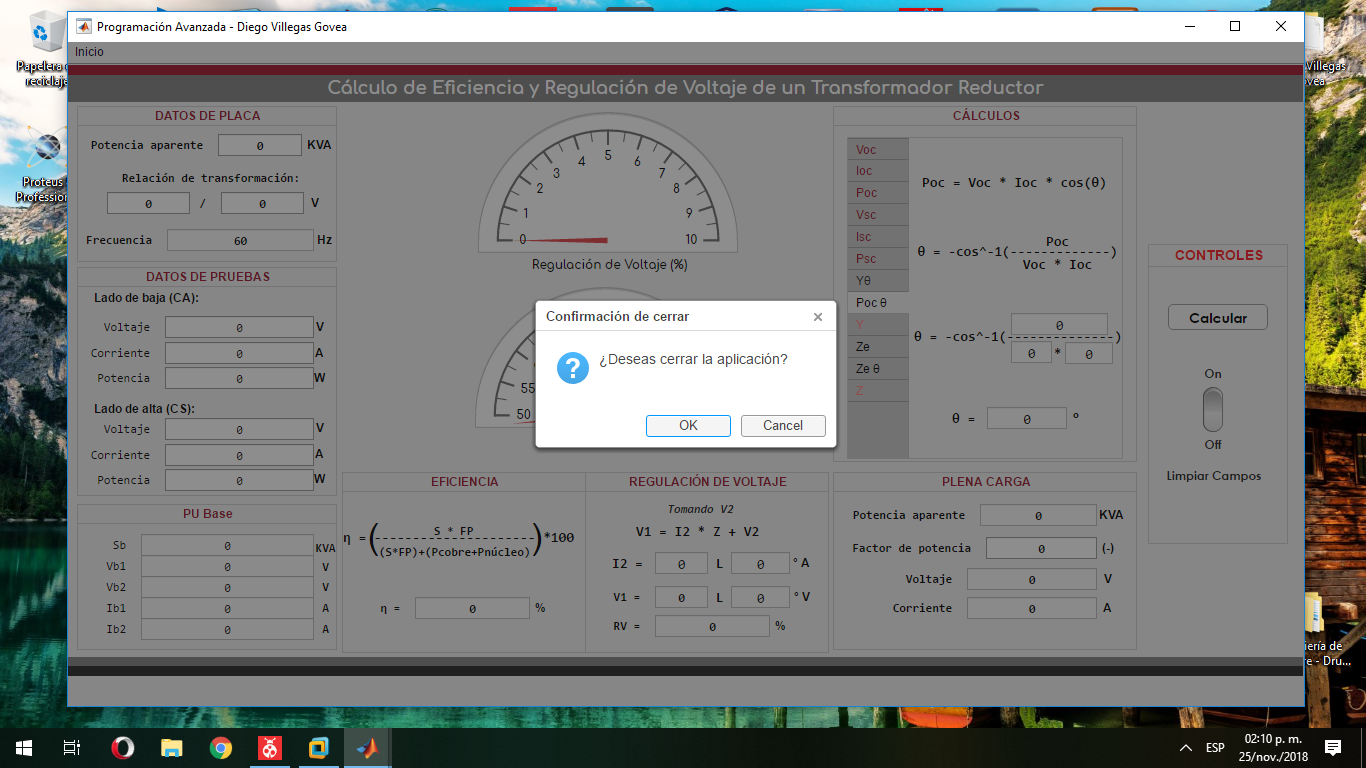 Programación Avanzada - Diego Villegas Govea
Inicio
Papelera
reciclaje
Proteus
Profession
Villegas
Cálculo de Eficiencia y Regulación de Voltaje de un Transformador Reductor
DATOS DE PLACA
Potencia aparente 0 KVA
Relación de transformación:
0 / 0 V
Frecuencia 60 Hz
DATOS DE PRUEBAS
Lado de baja (CA):
Voltaje 0 V
Corriente 0 A
Potencia 0 W
Lado de alta (CS):
Voltaje 0 V
Corriente 0 A
Potencia 0 W
PU Base
Sb 0 KVA
Vb1 0 V
Vb2 0 V
Ib1 0 A
Ib2 0 A
0 1 2 3 4 5 6 7 8 9 10
Regulación de Voltaje (%)
50 55
Confirmación de cerrar
¿Deseas cerrar la aplicación?
OK Cancel
EFICIENCIA
S * FP
η =(--------------------)*100
(S*FP)+(Pcobre+Pnúcleo)
η = 0 %
REGULACIÓN DE VOLTAJE
Tomando V2
V1 = I2 * Z + V2
I2 = 0 L 0 ° A
V1 = 0 L 0 ° V
RV = 0 %
CÁLCULOS
Voc
Ioc
Poc
Vsc
Isc
Psc
Yθ
Poc θ
Y
Ze
Ze θ
Z
Poc = Voc * Ioc * cos(θ)
Poc
θ = -cos^-1(-------------)
Voc * Ioc
0
θ = -cos^-1(--------------)
0 * 0
θ = 0 º
PLENA CARGA
Potencia aparente 0 KVA
Factor de potencia 0 (-)
Voltaje 0 V
Corriente 0 A
CONTROLES
Calcular
On
Off
Limpiar Campos
iería de
re - Dru...
ESP
02:10 p. m.
25/nov./2018